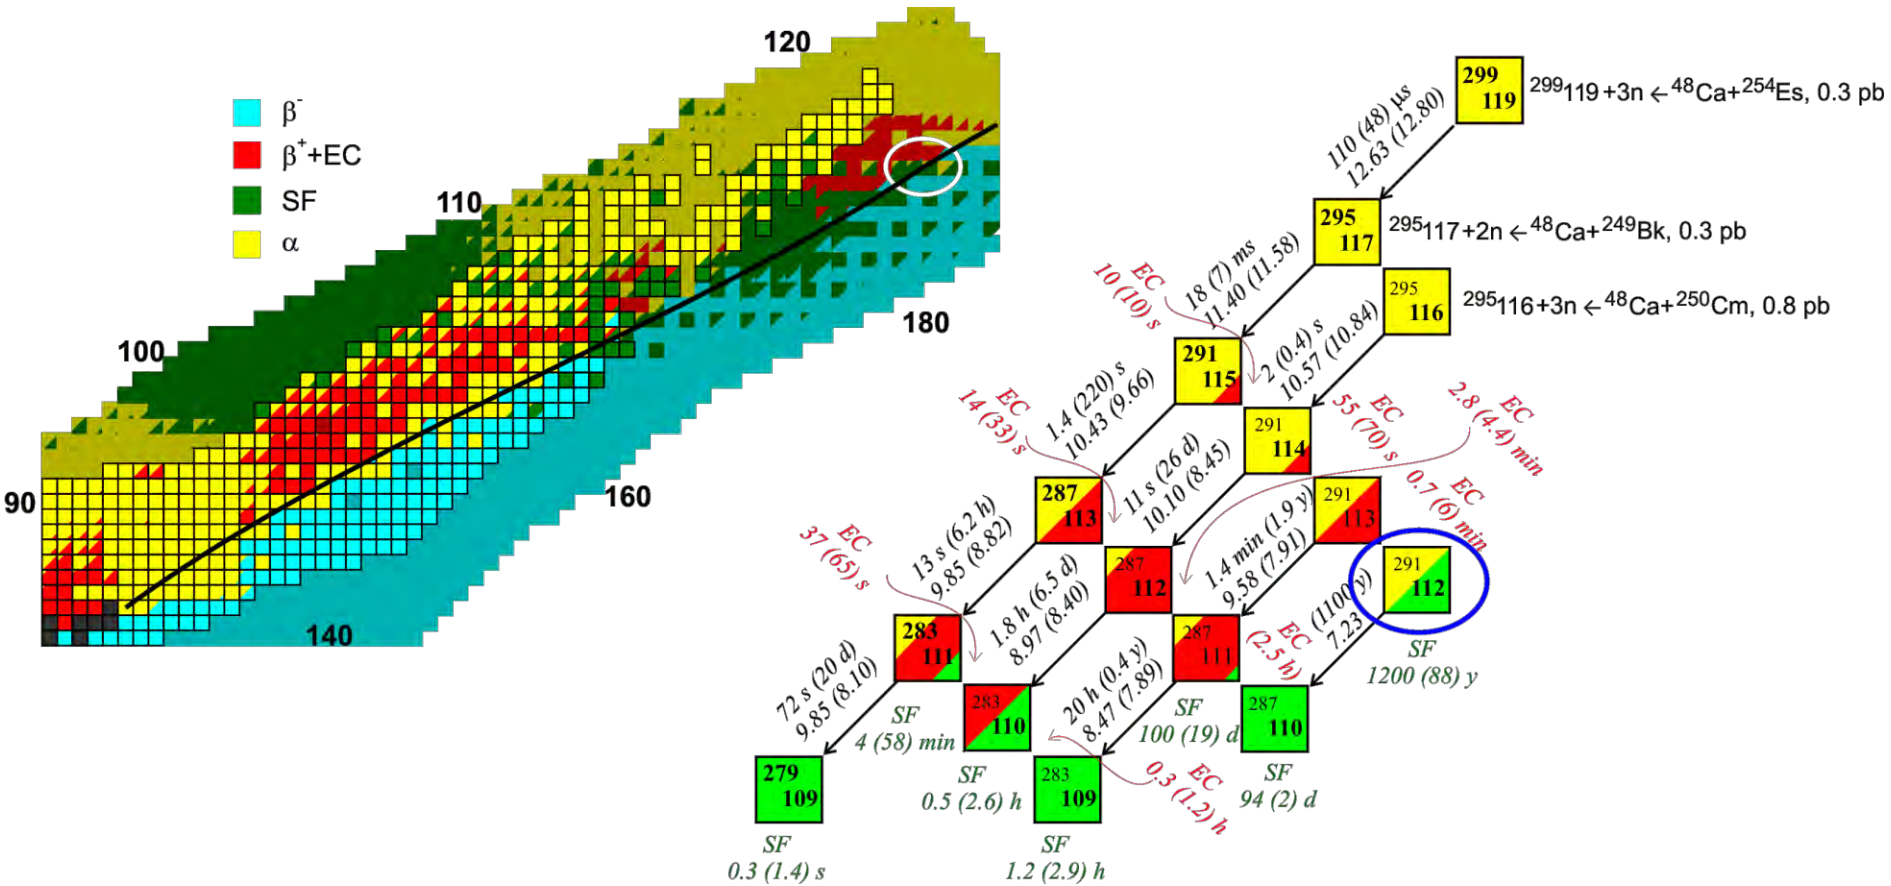 120
110
100
90
140
160
180
β-
β++EC
SF
α
299
119
299119+3n ← 48Ca+254Es, 0.3 pb
110 (48) μs
12.63 (12.80)
295
117
295117+2n ← 48Ca+249Bk, 0.3 pb
295
116
295116+3n ← 48Ca+250Cm, 0.8 pb
18 (7) ms
11.40 (11.58)
EC
10 (10) s
291
115
2 (0.4) s
10.57 (10.84)
1.4 (220) s
10.43 (9.66)
EC
14 (33) s
291
114
EC
55 (70) s
EC
2.8 (4.4) min
287
113
11 s (26 d)
10.10 (8.45)
291
113
EC
0.7 (6) min
13 s (6.2 h)
9.85 (8.82)
EC
37 (65) s
287
112
1.4 min (1.9 y)
9.58 (7.91)
291
112
SF
1200 (88) y
283
111
1.8 h (6.5 d)
8.97 (8.40)
287
111
EC
(2.5 h)
(1100 y)
7.23
72 s (20 d)
9.85 (8.10)
SF
4 (58) min
283
110
20 h (0.4 y)
8.47 (7.89)
SF
100 (19) d
287
110
279
109
SF
0.5 (2.6) h
283
109
EC
0.3 (1.2) h
SF
94 (2) d
SF
0.3 (1.4) s
SF
1.2 (2.9) h